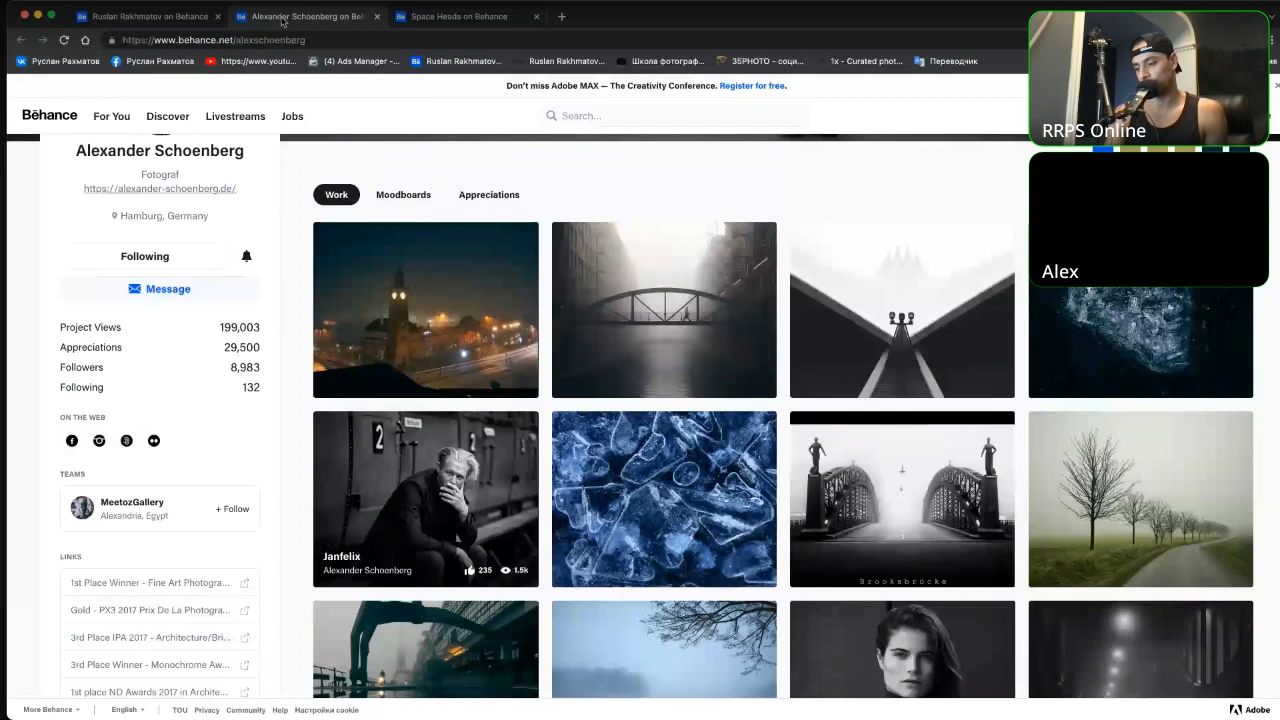 Ruslan Rakhmatov on Behance
Alexander Schoenberg on Beh
Space Heads on Behance
https://www.behance.net/alexschoenberg
Руслан Рахматов
Руслан Рахматов
https://www.youtu...
(4) Ads Manager –...
Ruslan Rakhmatov...
Ruslan Rakhmatov...
Школа фотограф...
35PHOTO - соци...
1x - Curated phot...
Переводчик
Don't miss Adobe MAX — The Creativity Conference. Register for free.
Bēhance
For You
Discover
Livestreams
Jobs
Search...
RRPS Online
Alex
Alexander Schoenberg
Fotograf
https://alexander-schoenberg.de/
Hamburg, Germany
Following
Message
Project Views 199,003
Appreciations 29,500
Followers 8,983
Following 132
ON THE WEB
TEAMS
MeetozGallery
Alexandria, Egypt
+ Follow
LINKS
1st Place Winner - Fine Art Photogra...
Gold - PX3 2017 Prix De La Photogra...
3rd Place IPA 2017 - Architecture/Bri...
3rd Place Winner - Monochrome Aw...
1st place ND Awards 2017 in Archite...
Work
Moodboards
Appreciations
2
Janfelix
Alexander Schoenberg
235
1.5k
Brooksbrücke
More Behance
English
TOU
Privacy
Community
Help
Настройки cookie
Adobe